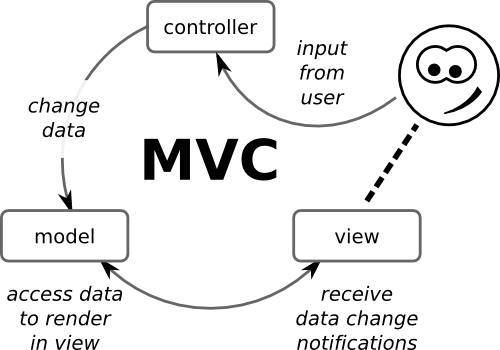 controller
input
from
user
change
data
MVC
model
view
access data
to render
in view
receive
data change
notifications